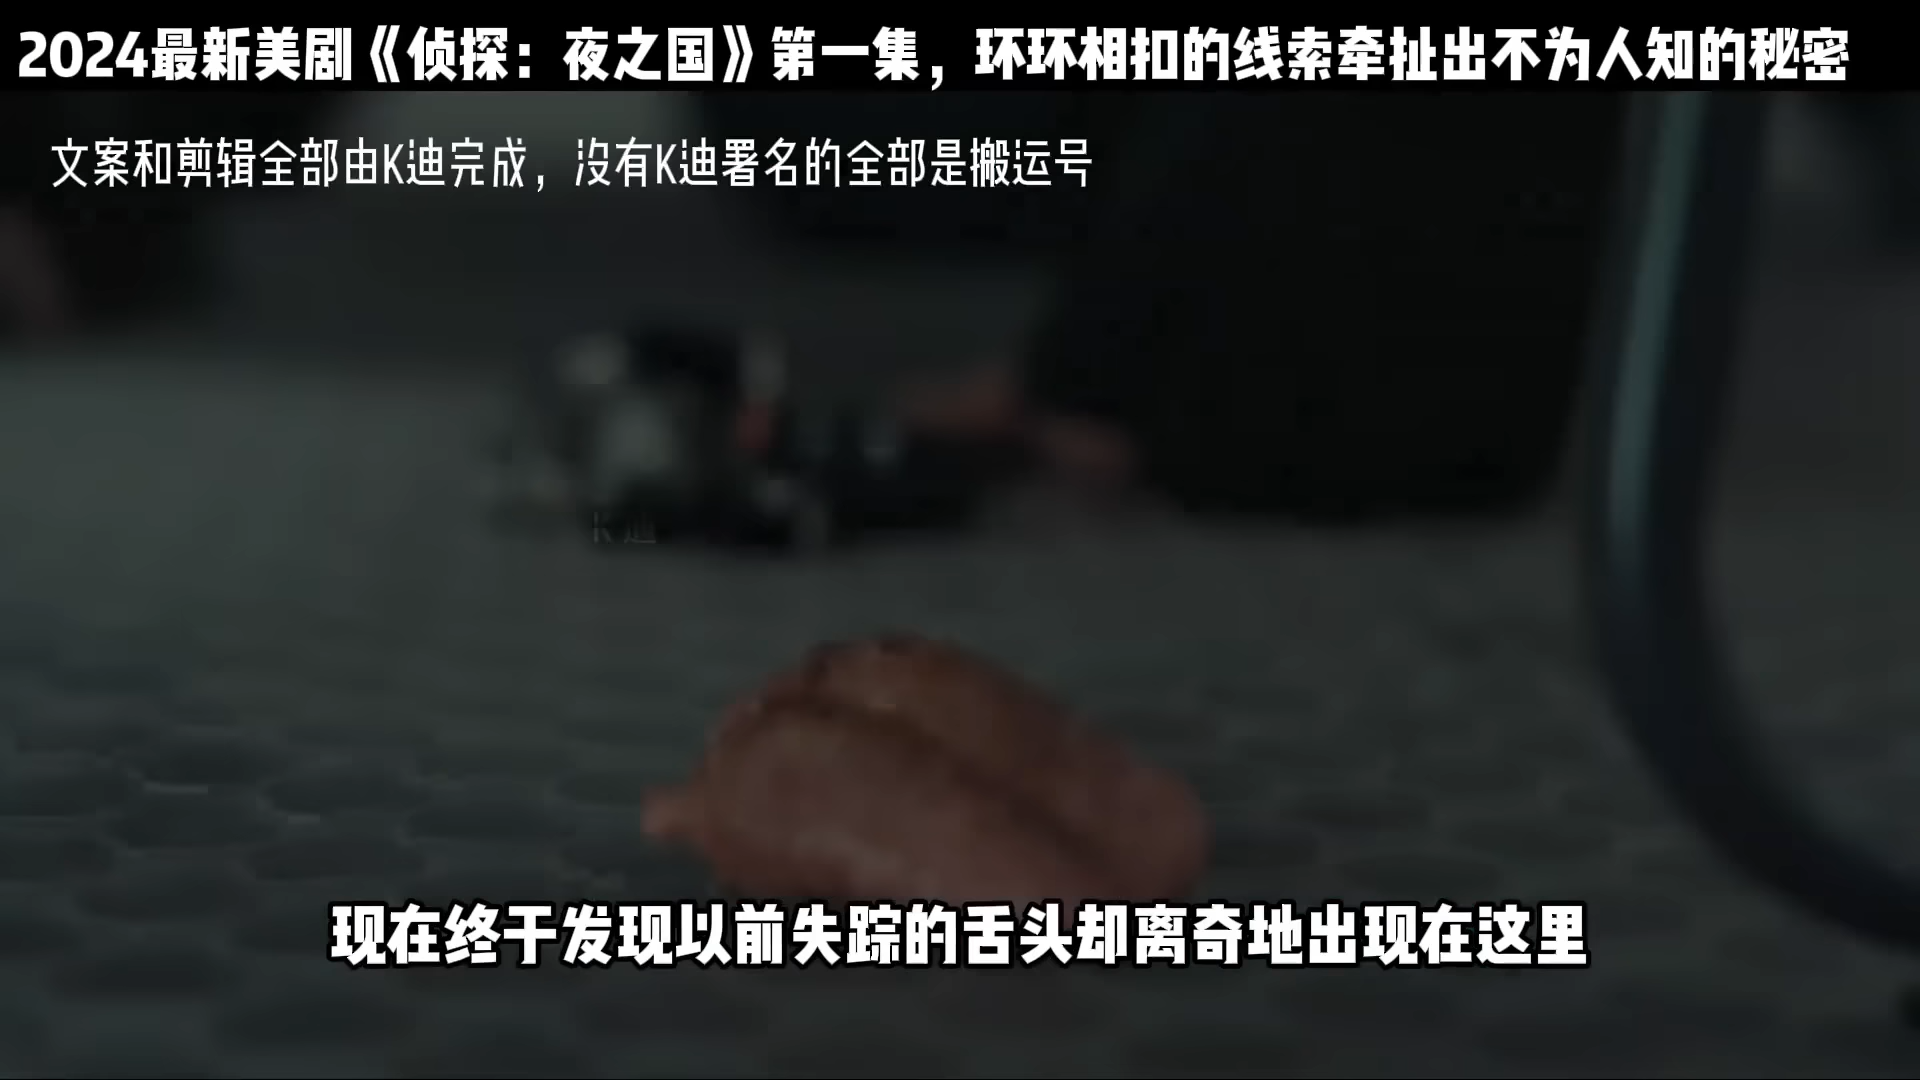 2024最新美剧《侦探：夜之国》第一集，环环相扣的线索牵扯出不为人知的秘密
文案和剪辑全部由K迪完成，没有K迪署名的全部是搬运号
K迪
现在终于发现以前失踪的舌头却离奇地出现在这里